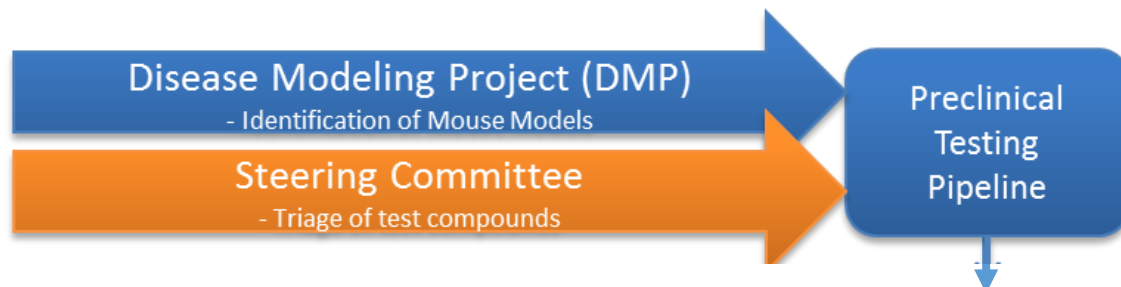 Disease Modeling Project (DMP)
- Identification of Mouse Models
Steering Committee
- Triage of test compounds
Preclinical
Testing
Pipeline